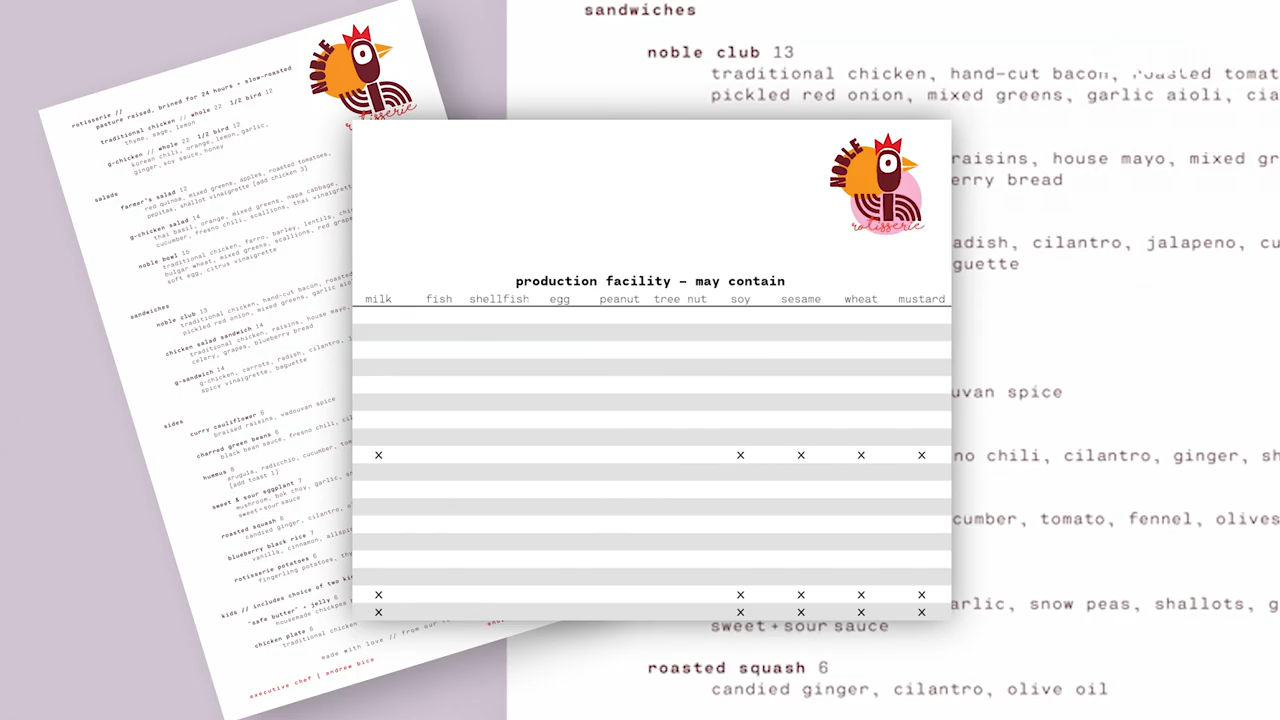 NOBLE
rotisserie
rotisserie //
pasture raised, brined for 24 hours + slow-roasted
traditional chicken // whole 22 1/2 bird 12
thyme, sage, lemon
g-chicken // whole 22 1/2 bird 12
korean chili, orange, lemon, garlic,
ginger, soy sauce, honey
salads
farmer's salad 12
mixed greens, apples, roasted tomatoes,
red quinoa,
pepitas, shallot vinaigrette [add chicken 3]
g-chicken salad 14
thai basil, orange, mixed greens, napa cabbage,
cucumber, fresno chili, scallions, thai vinaigr
noble bowl 15
traditional chicken, farro, barley, lentils, chi
bulgar wheat, mixed greens, scallions, red grape
soft egg, citrus vinaigrette
sandwiches
noble club 13
traditional chicken, hand-cut bacon, roasted
pickled red onion, mixed greens, garlic aio
chicken salad sandwich 14
traditional chicken, raisins, house mayo,
celery, grapes, blueberry bread
g-sandwich 14
g-chicken, carrots, radish, cilantro,
spicy vinaigrette, baguette
sides
curry cauliflower 6
braised raisins, vadouvan spice
charred green beans 6
black bean sauce, fresno chili,
hummus 8
arugula, radicchio, cucumber, tom
[add toast 1]
sweet & sour eggplant 7
mushroom, bok choy, garlic,
sweet+sour sauce
roasted squash 6
candied ginger, cilantro,
blueberry black rice 7
vanilla, cinnamon,
rotisserie potatoes 6
fingerling potatoes,
kids // includes choice of two
"safe butter" + jelly 6
housemade chickpea
chicken plate 6
traditional chicken
made with love // from our
executive chef | andrew bice
NOBLE
rotisserie
production facility – may contain
milk fish shellfish egg peanut tree nut soy sesame wheat mustard
x x x x x
x x x x x
x x x x x
sandwiches
noble club 13
traditional chicken, hand-cut bacon, roasted tomat
pickled red onion, mixed greens, garlic aioli, cia
raisins, house mayo, mixed gr
erry bread
adish, cilantro, jalapeno, cu
guette
uvan spice
no chili, cilantro, ginger, sh
cumber, tomato, fennel, olives
arlic, snow peas, shallots, g
sweet+sour sauce
roasted squash 6
candied ginger, cilantro, olive oil